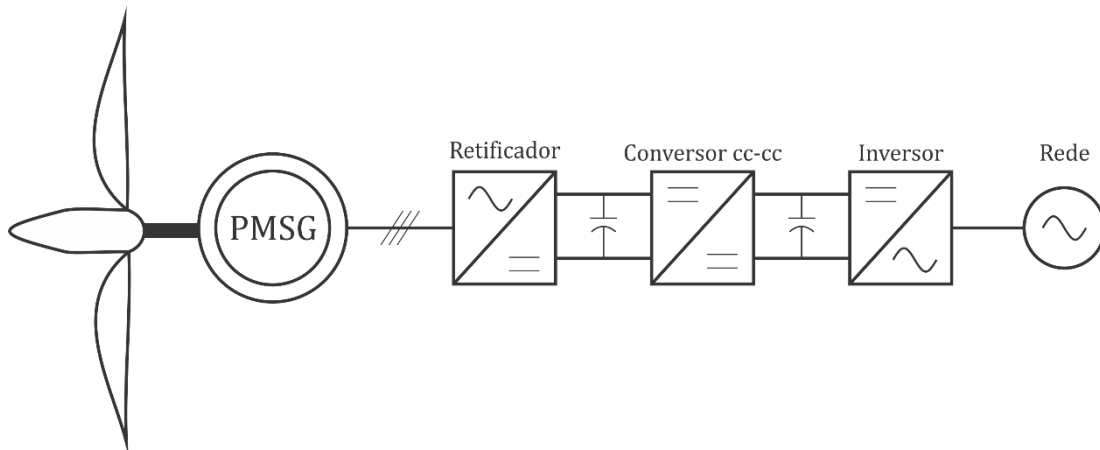 Retificador
Conversor cc-cc
Inversor
Rede
PMSG